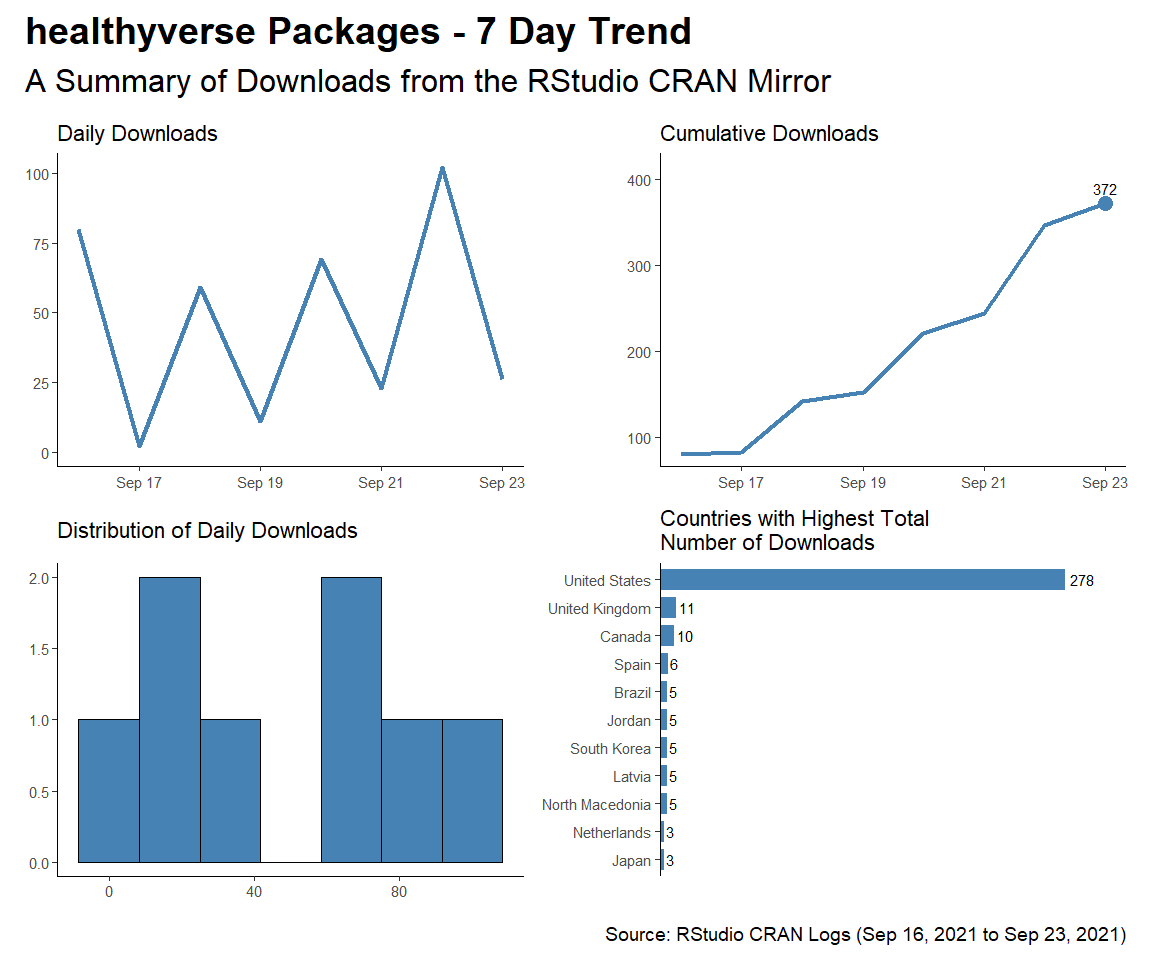 healthyverse Packages - 7 Day Trend
A Summary of Downloads from the RStudio CRAN Mirror
Daily Downloads
100
75
50
25
0
Sep 17 Sep 19 Sep 21 Sep 23
Cumulative Downloads
400
300
200
100
372
Sep 17 Sep 19 Sep 21 Sep 23
Distribution of Daily Downloads
2.0
1.5
1.0
0.5
0.0
0 40 80
Countries with Highest Total
Number of Downloads
United States 278
United Kingdom 11
Canada 10
Spain 6
Brazil 5
Jordan 5
South Korea 5
Latvia 5
North Macedonia 5
Netherlands 3
Japan 3
Source: RStudio CRAN Logs (Sep 16, 2021 to Sep 23, 2021)